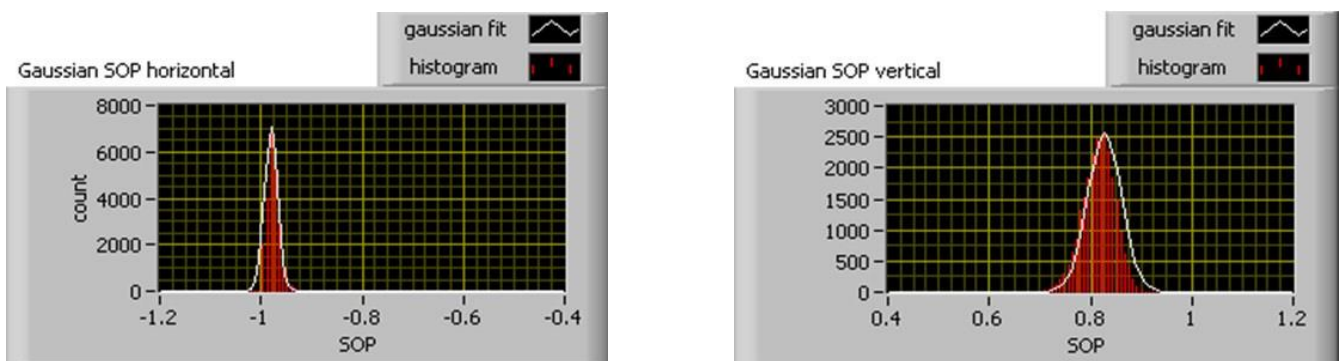 gaussian fit
histogram
Gaussian SOP horizontal
8000
6000
4000
2000
0
count
-1.2
-1
-0.8
-0.6
-0.4
SOP
gaussian fit
histogram
Gaussian SOP vertical
3000
2500
2000
1500
1000
500
0
0.4
0.6
0.8
1
1.2
SOP